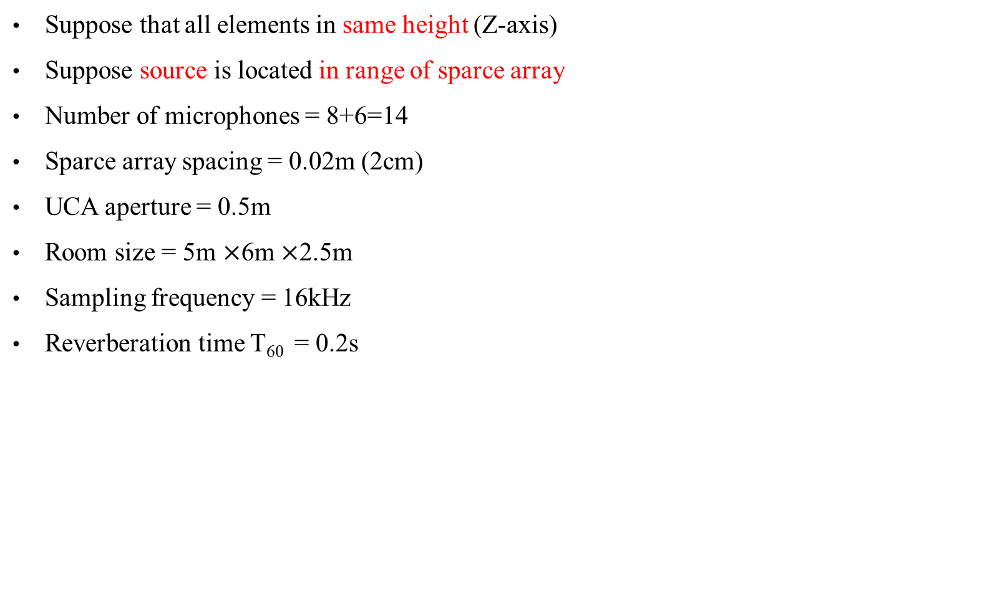 • Suppose that all elements in same height (Z-axis)
• Suppose source is located in range of sparce array
• Number of microphones = 8+6=14
• Sparce array spacing = 0.02m (2cm)
• UCA aperture = 0.5m
• Room size = 5m ×6m ×2.5m
• Sampling frequency = 16kHz
• Reverberation time T₆₀ = 0.2s